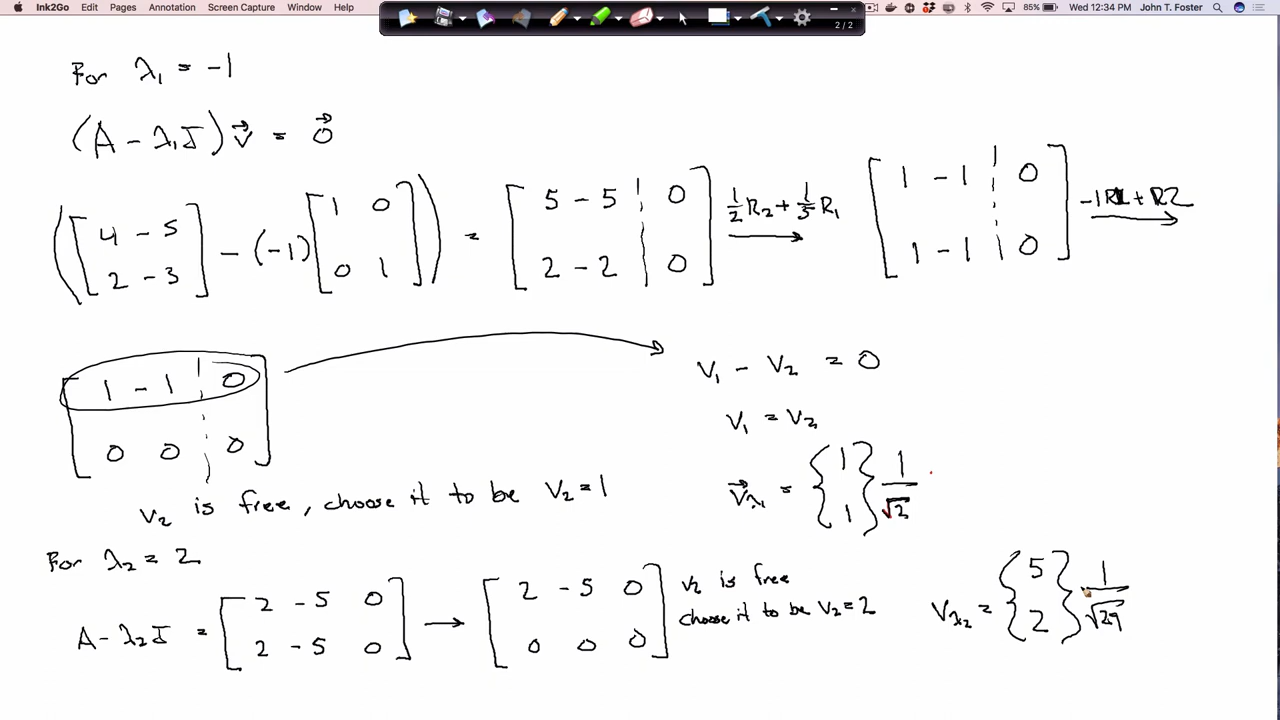 Ink2Go Edit Pages Annotation Screen Capture Window Help 85% Wed 12:34 PM John T. Foster
2 / 2
For λ₁ = -1
(A - λ₁I) v⃗ = 0⃗
([4 -5; 2 -3] - (-1)[1 0; 0 1]) = [5 -5 ¦ 0; 2 -2 ¦ 0] ½R₂ + ⅕R₁ → [1 -1 ¦ 0; 1 -1 ¦ 0] -1R1 + R2 →
[1 -1 ¦ 0; 0 0 ¦ 0]
v₁ - v₂ = 0
v₁ = v₂
v⃗λ₁ = {1; 1} 1/√2
v₂ is free, choose it to be v₂ = 1
For λ₂ = 2
A - λ₂I = [2 -5 0; 2 -5 0] → [2 -5 0; 0 0 0]
v₂ is free
choose it to be v₂ = 2
vλ₂ = {5; 2} 1/√29